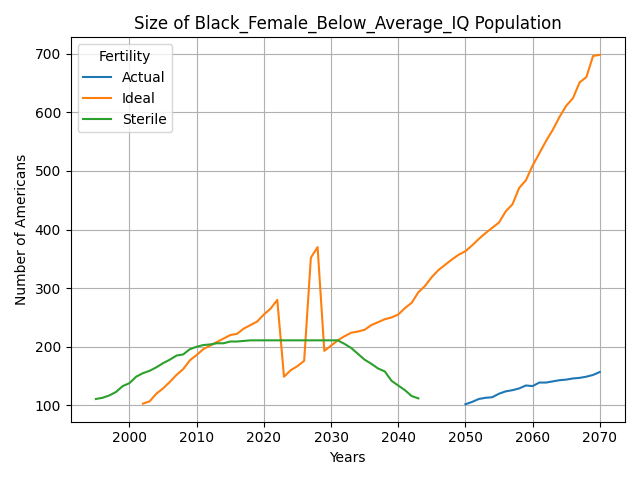 Size of Black_Female_Below_Average_IQ Population
Fertility
Actual
Ideal
Sterile
Number of Americans
700
600
500
400
300
200
100
2000 2010 2020 2030 2040 2050 2060 2070
Years